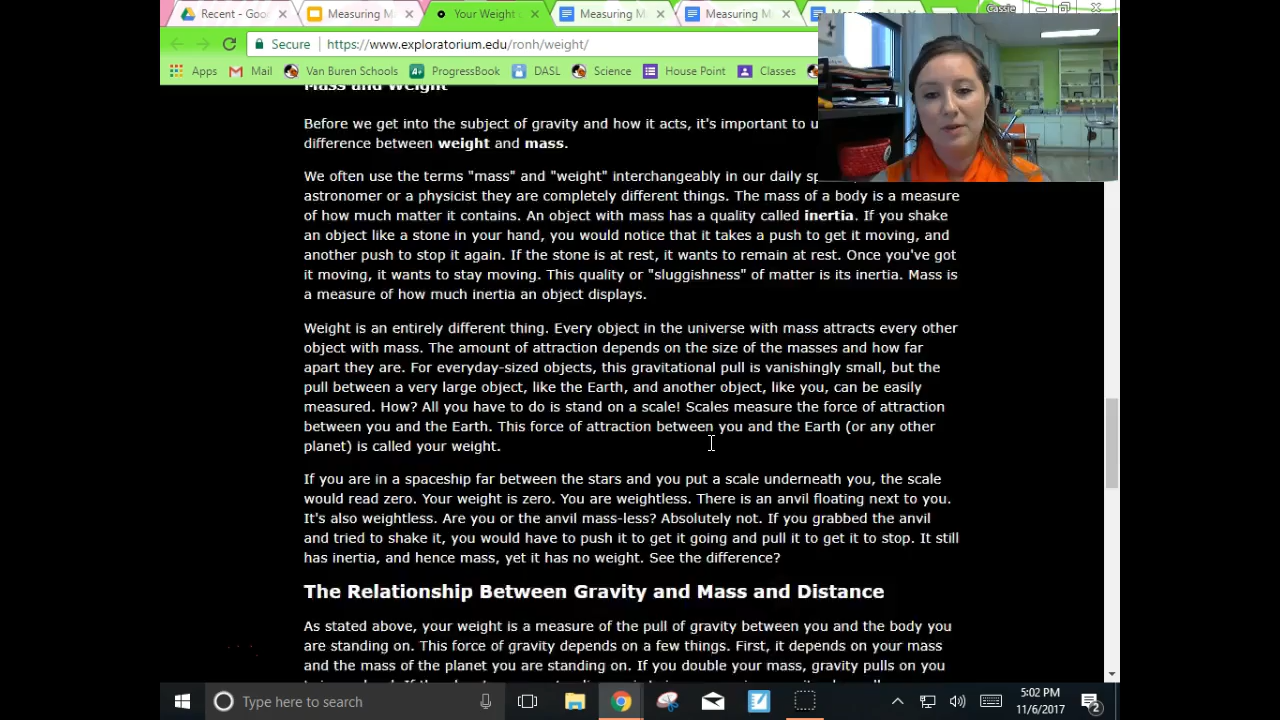 Recent - Goo
Measuring M
Your Weight
Measuring M
Measuring M
Measuring M
Cassie
Secure
https://www.exploratorium.edu/ronh/weight/
Apps
Mail
Van Buren Schools
ProgressBook
DASL
Science
House Point
Classes
Mass and Weight
Before we get into the subject of gravity and how it acts, it's important to u
difference between weight and mass.
We often use the terms "mass" and "weight" interchangeably in our daily sp
astronomer or a physicist they are completely different things. The mass of a body is a measure
of how much matter it contains. An object with mass has a quality called inertia. If you shake
an object like a stone in your hand, you would notice that it takes a push to get it moving, and
another push to stop it again. If the stone is at rest, it wants to remain at rest. Once you've got
it moving, it wants to stay moving. This quality or "sluggishness" of matter is its inertia. Mass is
a measure of how much inertia an object displays.
Weight is an entirely different thing. Every object in the universe with mass attracts every other
object with mass. The amount of attraction depends on the size of the masses and how far
apart they are. For everyday-sized objects, this gravitational pull is vanishingly small, but the
pull between a very large object, like the Earth, and another object, like you, can be easily
measured. How? All you have to do is stand on a scale! Scales measure the force of attraction
between you and the Earth. This force of attraction between you and the Earth (or any other
planet) is called your weight.
If you are in a spaceship far between the stars and you put a scale underneath you, the scale
would read zero. Your weight is zero. You are weightless. There is an anvil floating next to you.
It's also weightless. Are you or the anvil mass-less? Absolutely not. If you grabbed the anvil
and tried to shake it, you would have to push it to get it going and pull it to get it to stop. It still
has inertia, and hence mass, yet it has no weight. See the difference?
The Relationship Between Gravity and Mass and Distance
As stated above, your weight is a measure of the pull of gravity between you and the body you
are standing on. This force of gravity depends on a few things. First, it depends on your mass
and the mass of the planet you are standing on. If you double your mass, gravity pulls on you
Type here to search
5:02 PM
11/6/2017
2